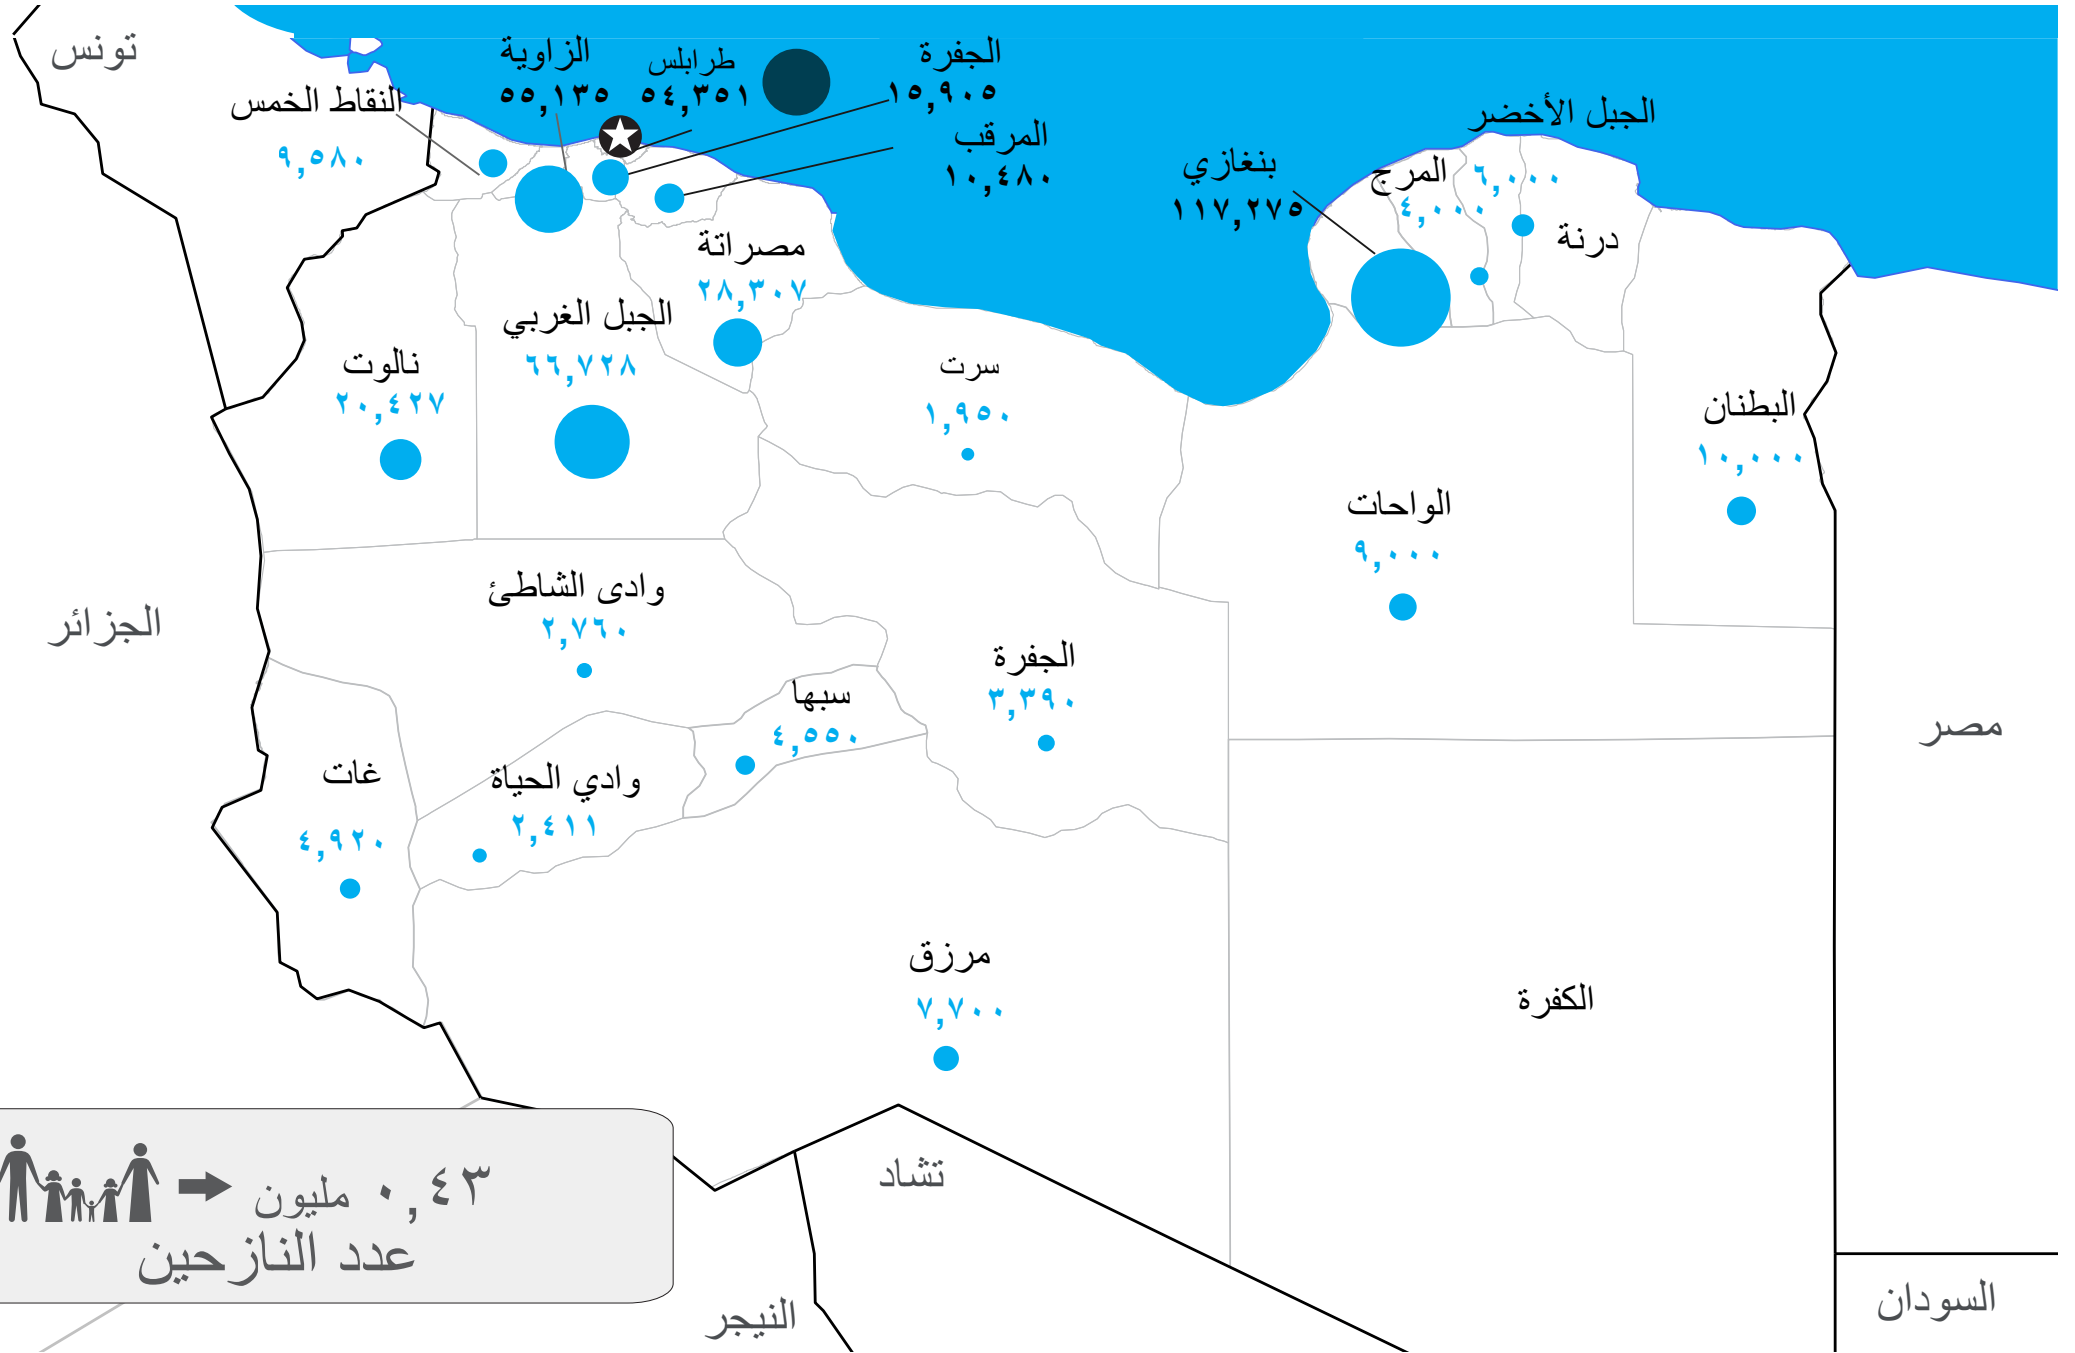 تونس
الزاوية
٥٥,١٣٥
طرابلس
٥٤,٣٥١
الجفرة
١٥,٩٠٥
المرقب
١٠,٤٨٠
النقاط الخمس
٩,٥٨٠
الجبل الأخضر
٦,٠٠٠
المرج
٤,٠٠٠
بنغازي
١١٧,٢٧٥
درنة
مصراتة
٢٨,٣٠٧
الجبل الغربي
٦٦,٧٢٨
نالوت
٢٠,٤٢٧
سرت
١,٩٥٠
البطنان
١٠,٠٠٠
الواحات
٩,٠٠٠
وادى الشاطئ
٢,٧٦٠
الجزائر
الجفرة
٣,٣٩٠
سبها
٤,٥٥٠
مصر
غات
٤,٩٢٠
وادي الحياة
٢,٤١١
مرزق
٧,٧٠٠
الكفرة
تشاد
٠,٤٣ مليون
عدد النازحين
النيجر
السودان